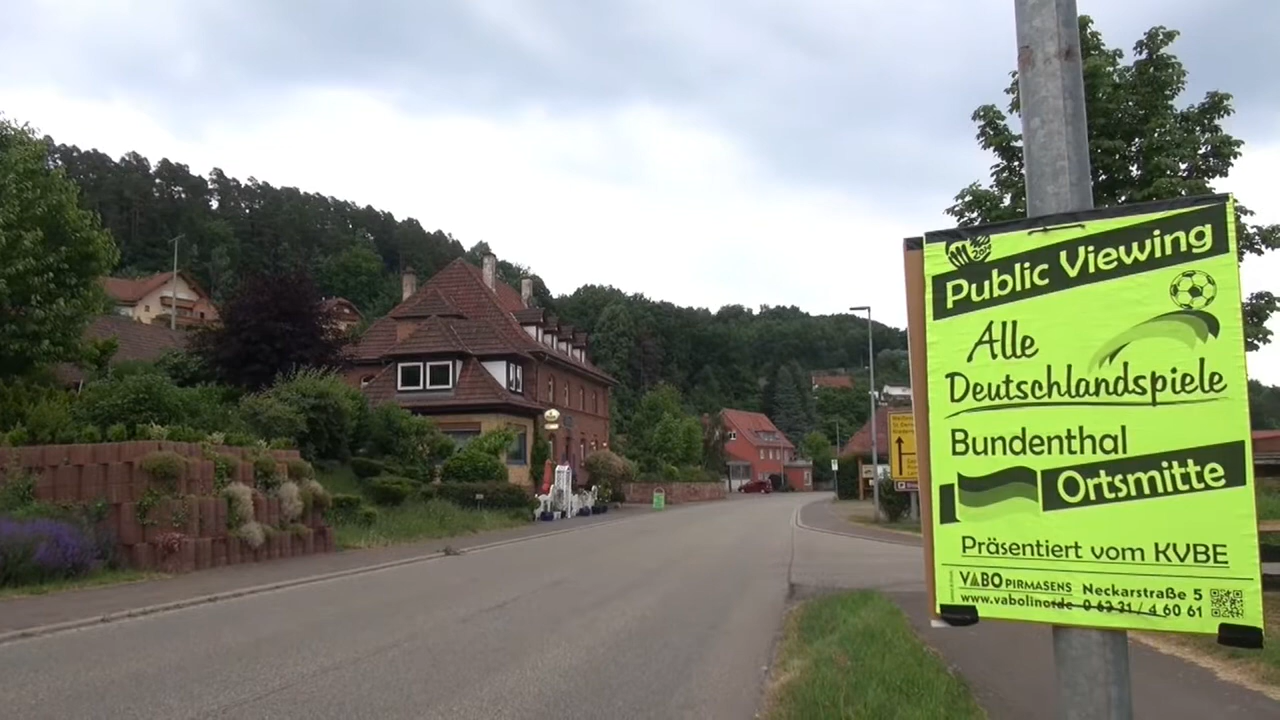 Public Viewing
Alle
Deutschlandspiele
Bundenthal
Ortsmitte
Präsentiert vom KVBE
VABO PIRMASENS Neckarstraße 5
www.vabolino.de 0 63 31 / 4 60 61